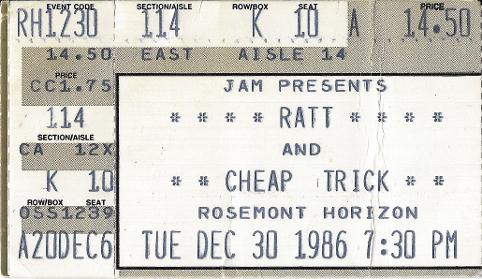 EVENT CODE SECTION/AISLE ROW/BOX SEAT PRICE
RH1230 114 K 10 A 14.50
14.50 EAST AISLE 14
PRICE
CC1.75
114
SECTION/AISLE
CA 12X
K 10
ROW/BOX SEAT
OSS1239
A20DEC6
JAM PRESENTS
* * * * RATT * * * *
AND
* * CHEAP TRICK * *
ROSEMONT HORIZON
TUE DEC 30 1986 7:30 PM